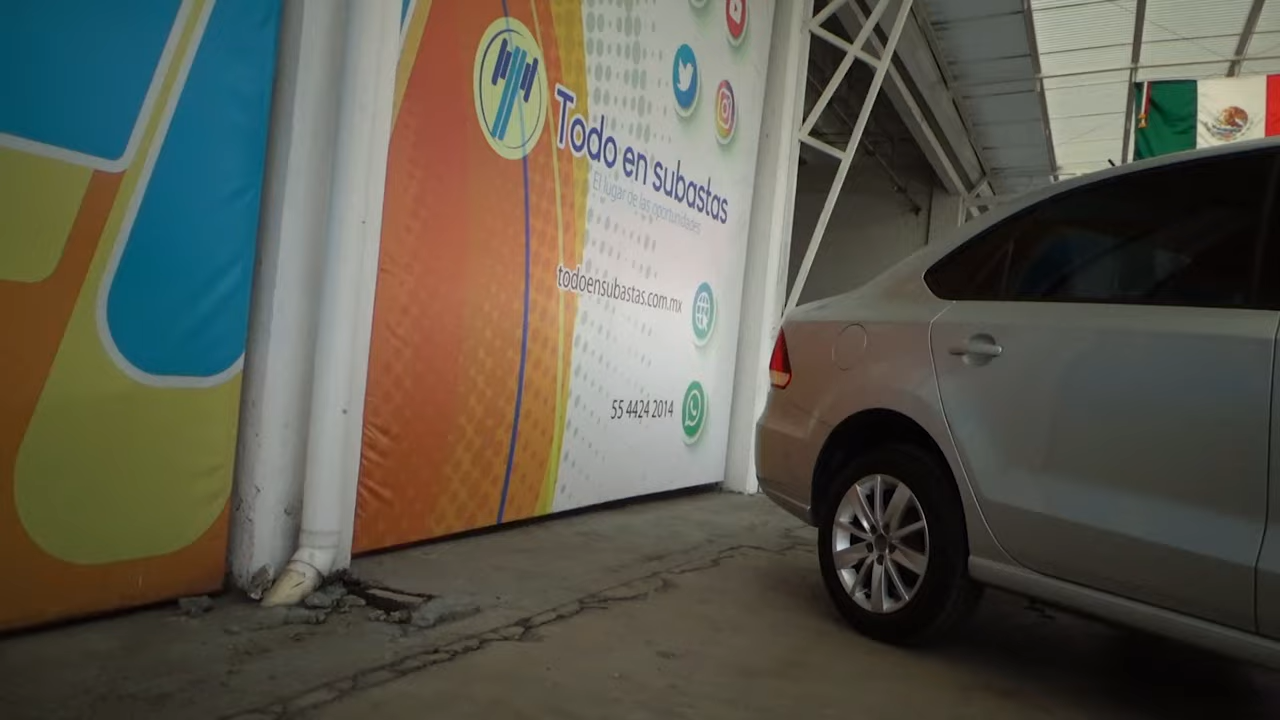 Todo en subastas
El lugar de las oportunidades
todoensubastas.com.mx
55 4424 2014